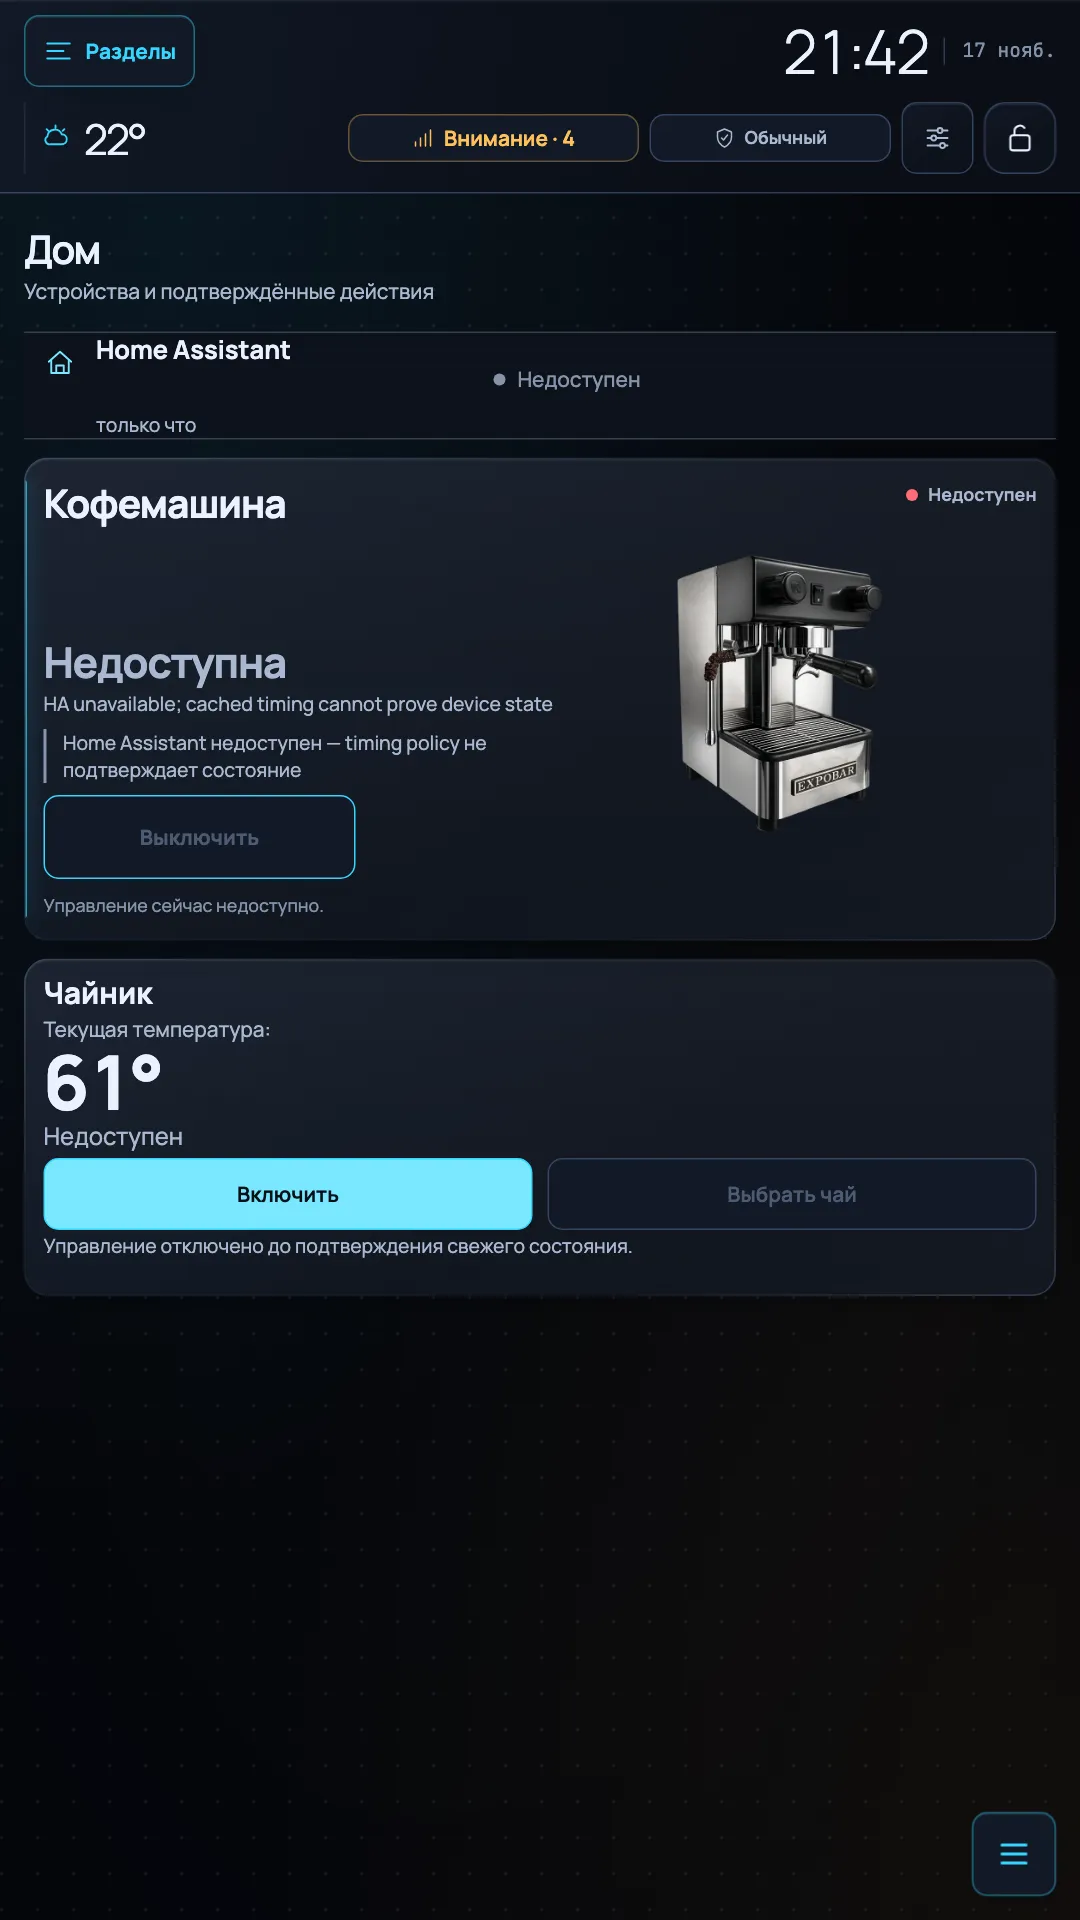 Разделы
21:42
17 нояб.
22°
Внимание · 4
Обычный
Дом
Устройства и подтверждённые действия
Home Assistant
Недоступен
только что
Кофемашина
Недоступен
Недоступна
HA unavailable; cached timing cannot prove device state
Home Assistant недоступен — timing policy не
подтверждает состояние
EXPOBAR
Выключить
Управление сейчас недоступно.
Чайник
Текущая температура:
61°
Недоступен
Включить
Выбрать чай
Управление отключено до подтверждения свежего состояния.